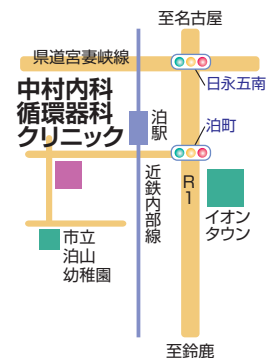 至名古屋
県道宮妻峡線
日永五南
中村内科
循環器科
クリニック
泊駅
泊町
近鉄内部線
R1
イオン
タウン
市立
泊山
幼稚園
至鈴鹿